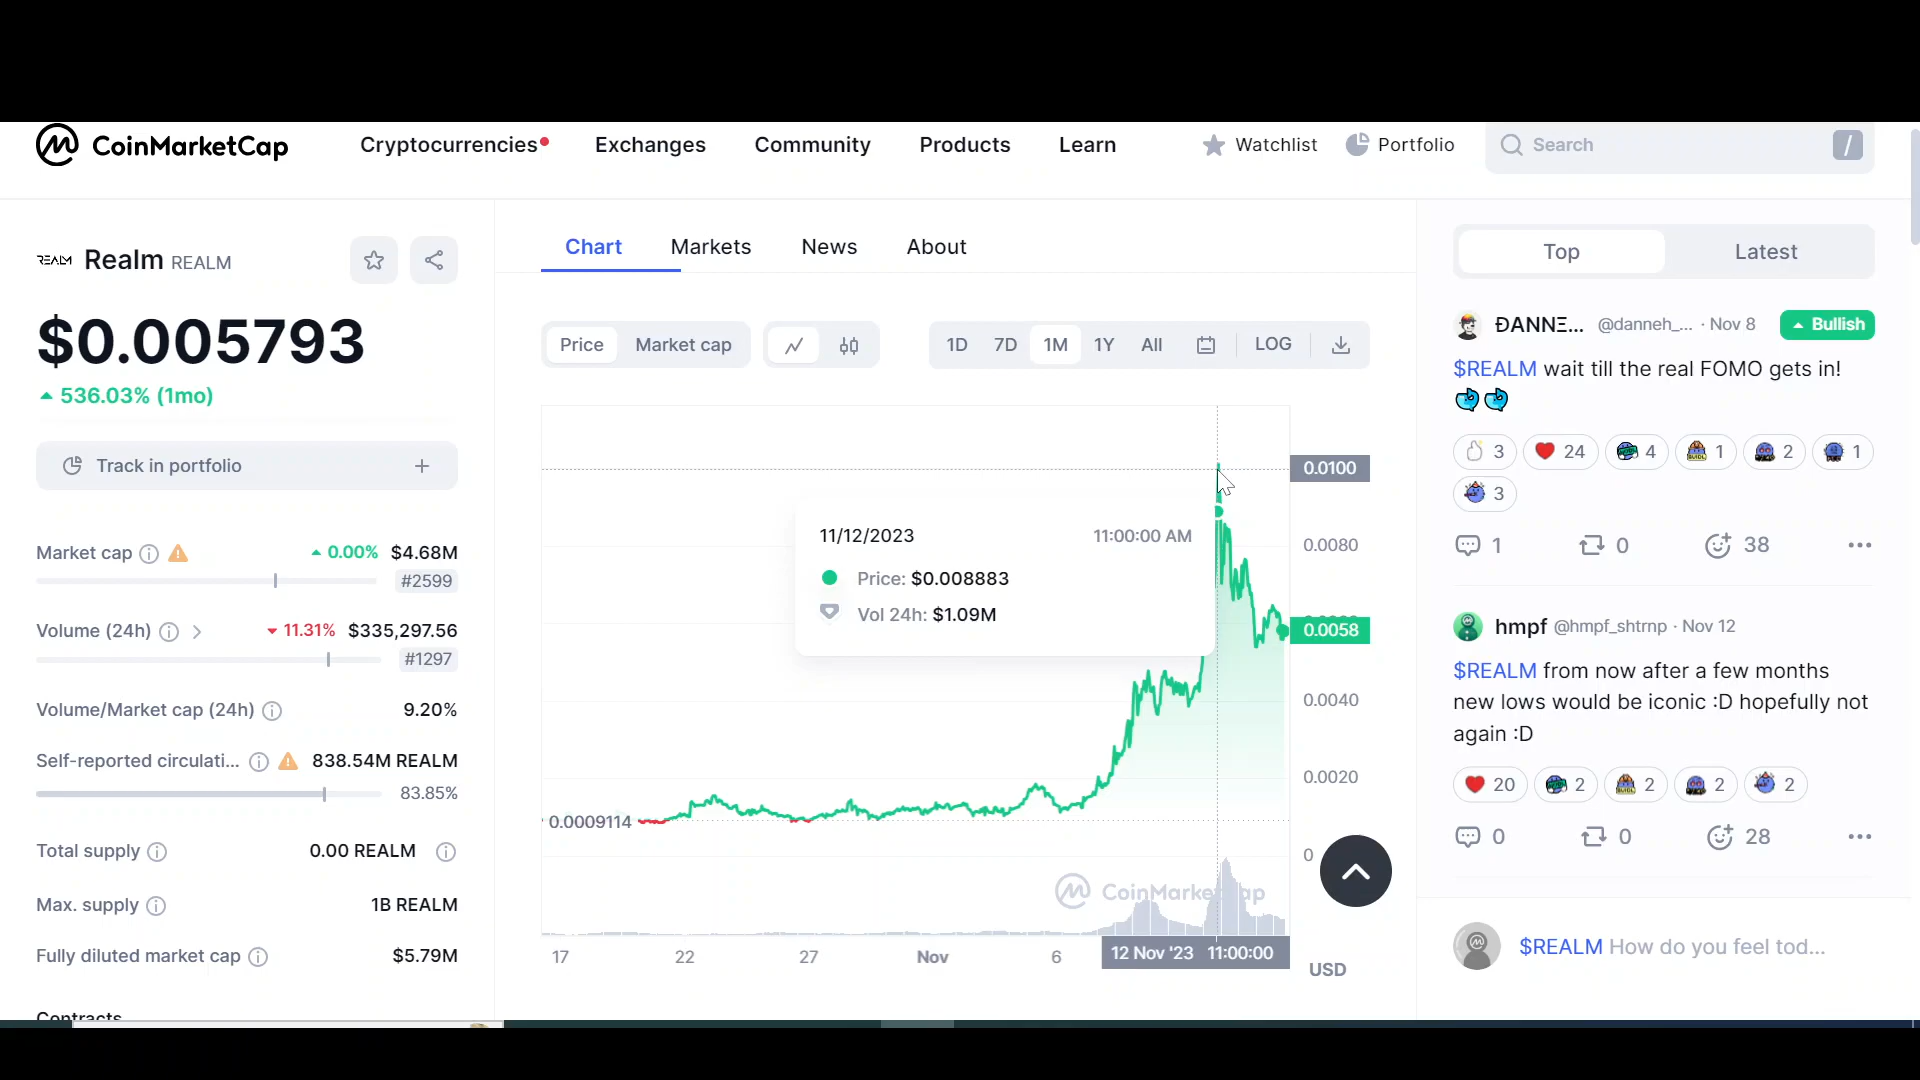 CoinMarketCap
Cryptocurrencies Exchanges Community Products Learn
Watchlist Portfolio Search /
REALM Realm REALM
$0.005793
536.03% (1mo)
Track in portfolio +
Market cap 0.00% $4.68M
#2599
Volume (24h) 11.31% $335,297.56
#1297
Volume/Market cap (24h) 9.20%
Self-reported circulati... 838.54M REALM
83.85%
Total supply 0.00 REALM
Max. supply 1B REALM
Fully diluted market cap $5.79M
Contracts
Chart Markets News About
Price Market cap 1D 7D 1M 1Y All LOG
0.0100
0.0080
0.0058
0.0040
0.0020
0
11/12/2023 11:00:00 AM
Price: $0.008883
Vol 24h: $1.09M
0.0009114
CoinMarketCap
17 22 27 Nov 6 12 Nov '23 11:00:00
USD
Top Latest
ÐANNΞ... @danneh_... · Nov 8 Bullish
$REALM wait till the real FOMO gets in!
3 24 4 1 2 1
3
1 0 38
hmpf @hmpf_shtrnp · Nov 12
$REALM from now after a few months
new lows would be iconic :D hopefully not
again :D
20 2 2 2 2
0 0 28
$REALM How do you feel tod...